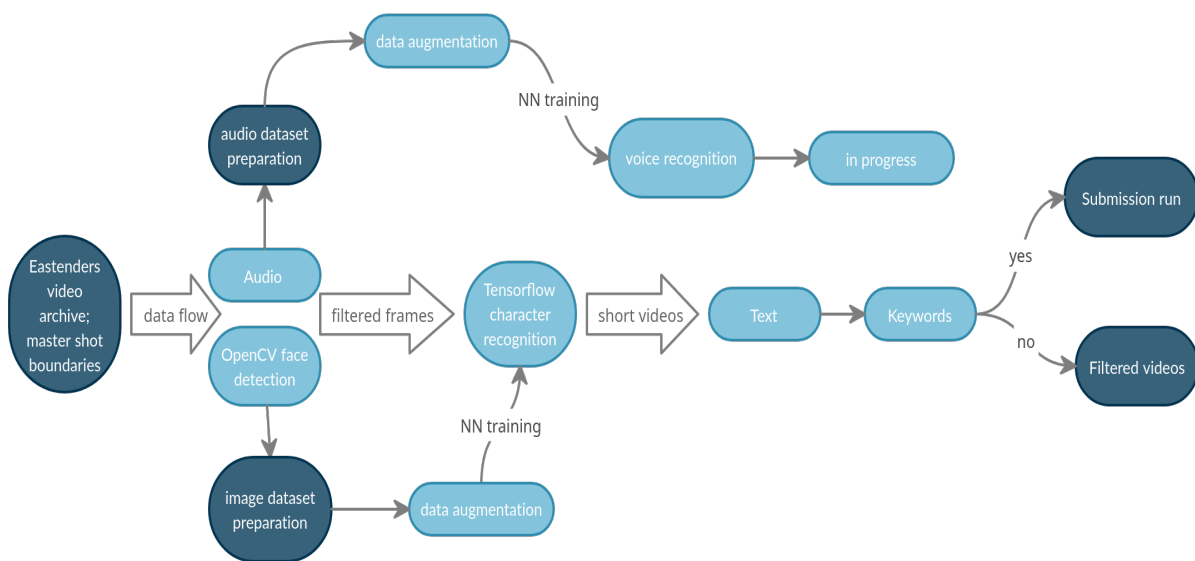 data augmentation
NN training
audio dataset
preparation
voice recognition
in progress
Submission run
Eastenders
video
archive;
master shot
boundaries
data flow
Audio
OpenCV face
detection
filtered frames
Tensorflow
character
recognition
short videos
Text
Keywords
yes
no
Filtered videos
NN training
image dataset
preparation
data augmentation